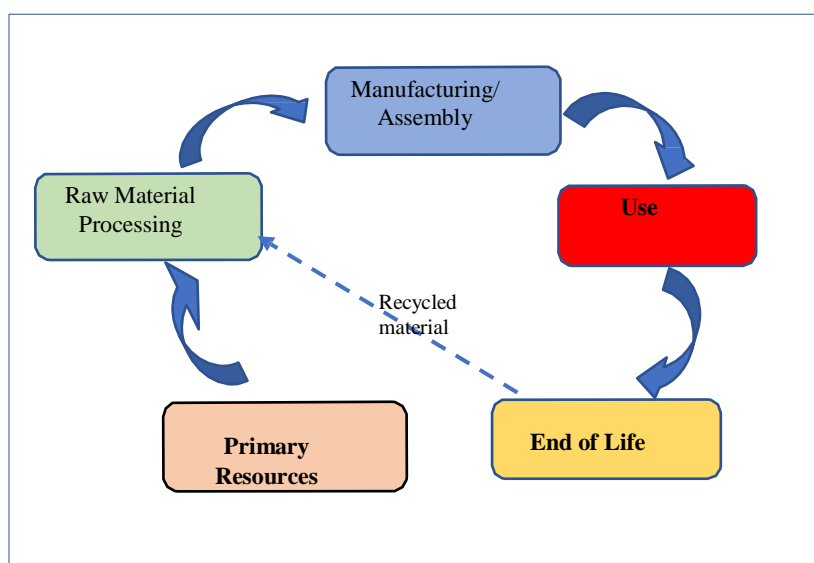 Manufacturing/
Assembly
Raw Material
Processing
Use
Recycled
material
Primary
Resources
End of Life